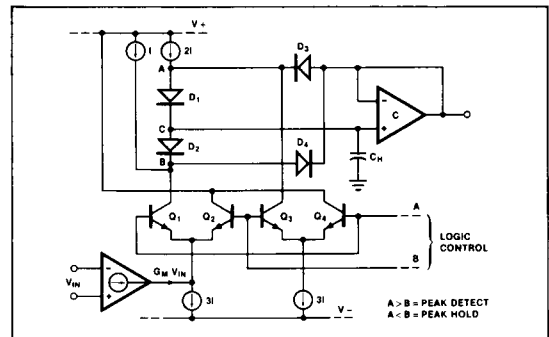 V+
I
2I
A
D3
D1
C
D2
B
D4
-
+
C
CH
Q1
Q2
Q3
Q4
A
B
LOGIC
CONTROL
VIN
-
+
GM VIN
3I
3I
V-
A > B = PEAK DETECT
A < B = PEAK HOLD